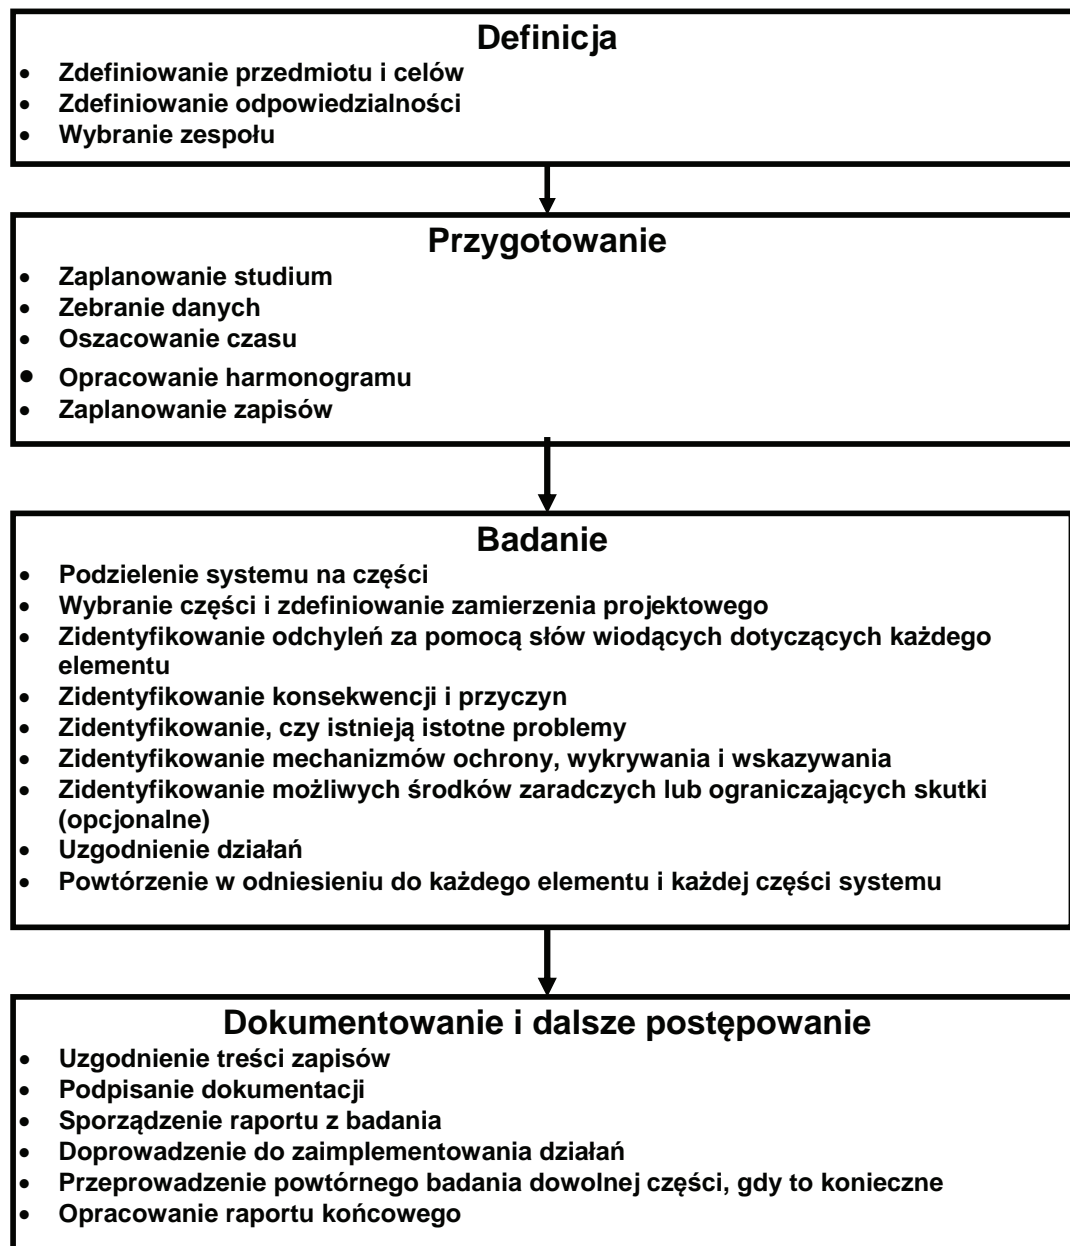 Definicja
• Zdefiniowanie przedmiotu i celów
• Zdefiniowanie odpowiedzialności
• Wybranie zespołu
Przygotowanie
• Zaplanowanie studium
• Zebranie danych
• Oszacowanie czasu
• Opracowanie harmonogramu
• Zaplanowanie zapisów
Badanie
• Podzielenie systemu na części
• Wybranie części i zdefiniowanie zamierzenia projektowego
• Zidentyfikowanie odchyleń za pomocą słów wiodących dotyczących każdego
elementu
• Zidentyfikowanie konsekwencji i przyczyn
• Zidentyfikowanie, czy istnieją istotne problemy
• Zidentyfikowanie mechanizmów ochrony, wykrywania i wskazywania
• Zidentyfikowanie możliwych środków zaradczych lub ograniczających skutki
(opcjonalne)
• Uzgodnienie działań
• Powtórzenie w odniesieniu do każdego elementu i każdej części systemu
Dokumentowanie i dalsze postępowanie
• Uzgodnienie treści zapisów
• Podpisanie dokumentacji
• Sporządzenie raportu z badania
• Doprowadzenie do zaimplementowania działań
• Przeprowadzenie powtórnego badania dowolnej części, gdy to konieczne
• Opracowanie raportu końcowego